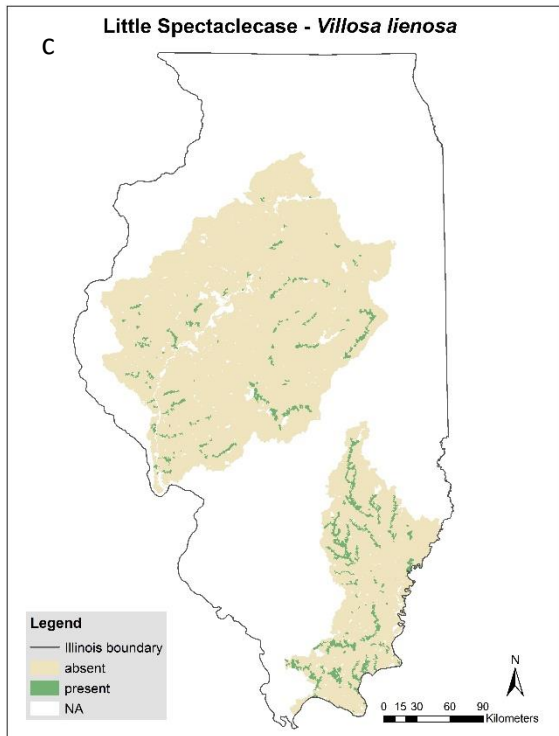 Little Spectaclecase - Villosa lienosa
C
Legend
Illinois boundary
absent
present
NA
N
0 15 30 60 90
Kilometers